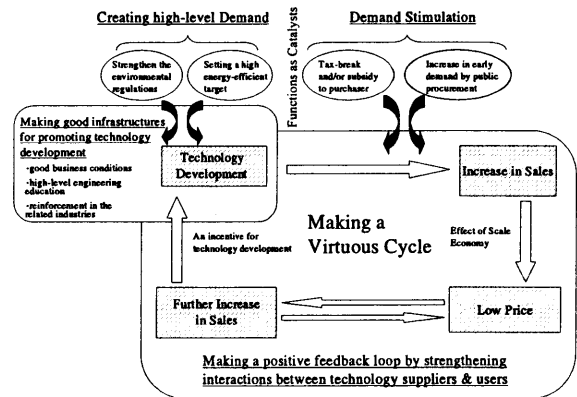 Creating high-level Demand
Demand Stimulation
Functions as Catalysts
Strengthen the
environmental
regulations
Setting a high
energy-efficient
target
Tax-break
and/or subsidy
to purchaser
Increase in early
demand by public
procurement
Making good infrastructures
for promoting technology
development
·good business conditions
·high-level engineering
education
·reinforcement in the
related industries
Technology
Development
Increase in Sales
An incentive for
technology development
Making a
Virtuous Cycle
Effect of Scale
Economy
Further Increase
in Sales
Low Price
Making a positive feedback loop by strengthening
interactions between technology suppliers & users